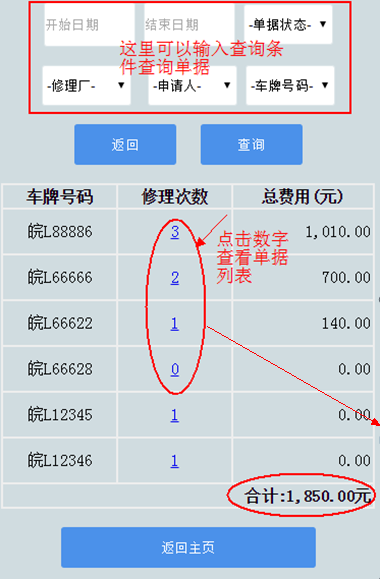 开始日期 结束日期 -单据状态-
这里可以输入查询条
件查询单据
-修理厂- -申请人- -车牌号码-
返回 查询
车牌号码 修理次数 总费用(元)
皖L88886 3 1,010.00
点击数字
查看单据
列表
皖L66666 2 700.00
皖L66622 1 140.00
皖L66628 0 0.00
皖L12345 1 0.00
皖L12346 1 0.00
合计:1,850.00元
返回主页